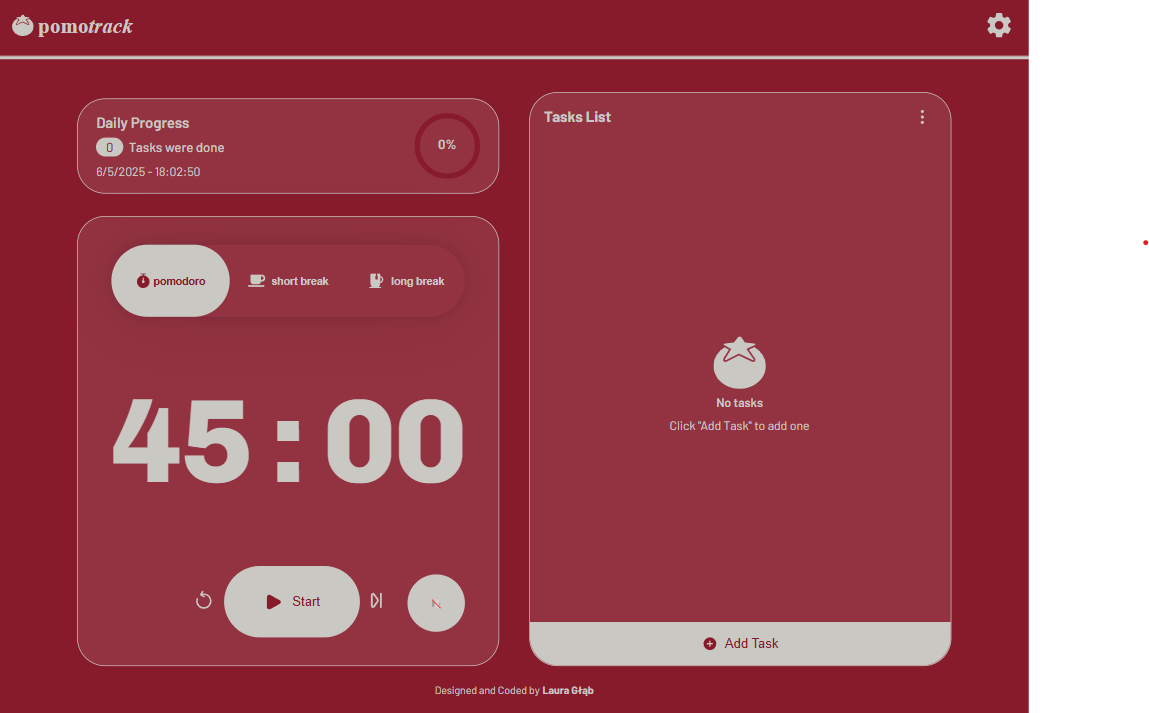 pomotrack
Daily Progress
0 Tasks were done
6/5/2025 - 18:02:50
0%
pomodoro
short break
long break
45:00
Start
Tasks List
No tasks
Click "Add Task" to add one
Add Task
Designed and Coded by Laura Głąb